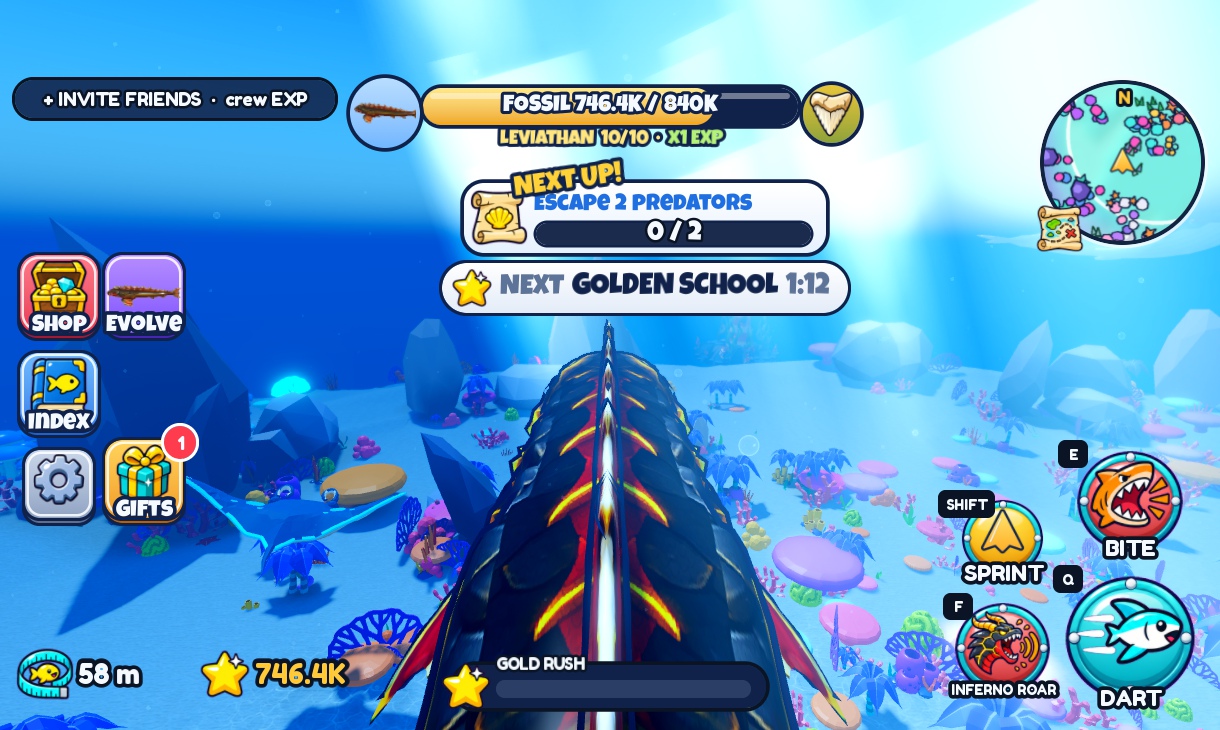 + INVITE FRIENDS · crew EXP
FOSSIL 746.4K / 840K
LEVIATHAN 10/10 • X1 EXP
N
NEXT UP!
ESCAPE 2 PREDATORS
0 / 2
NEXT GOLDEN SCHOOL 1:12
SHOP
EVOLVE
INDEX
1
GIFTS
E
BITE
SHIFT
SPRINT
Q
DART
F
INFERNO ROAR
58 m
746.4K
GOLD RUSH